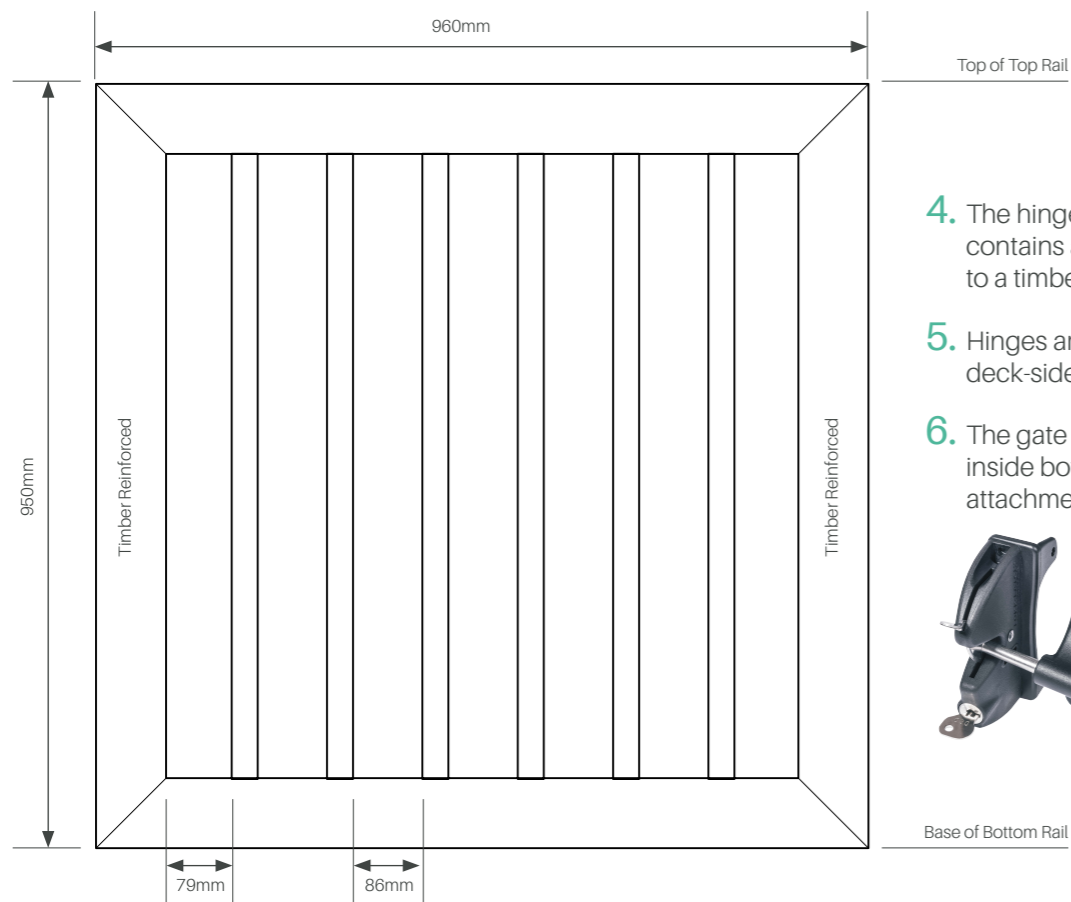 960mm
Top of Top Rail
950mm
Timber Reinforced
Timber Reinforced
4. The hinge
contains
to a timbe
5. Hinges ar
deck-side
6. The gate
inside bo
attachme
Base of Bottom Rail
79mm
86mm